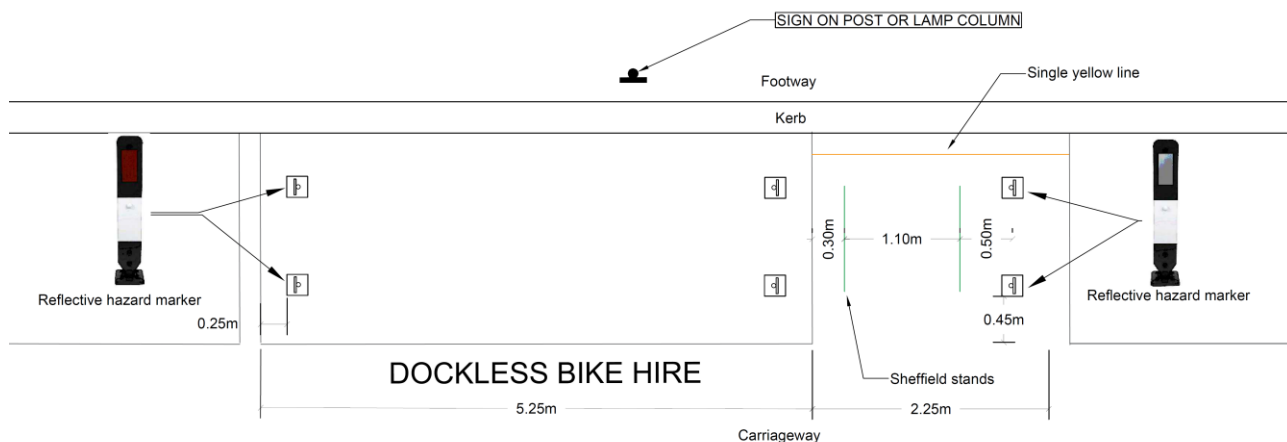 SIGN ON POST OR LAMP COLUMN
Footway
Single yellow line
Kerb
0.30m
1.10m
0.50m
Reflective hazard marker
Reflective hazard marker
0.25m
0.45m
DOCKLESS BIKE HIRE
Sheffield stands
5.25m
2.25m
Carriageway